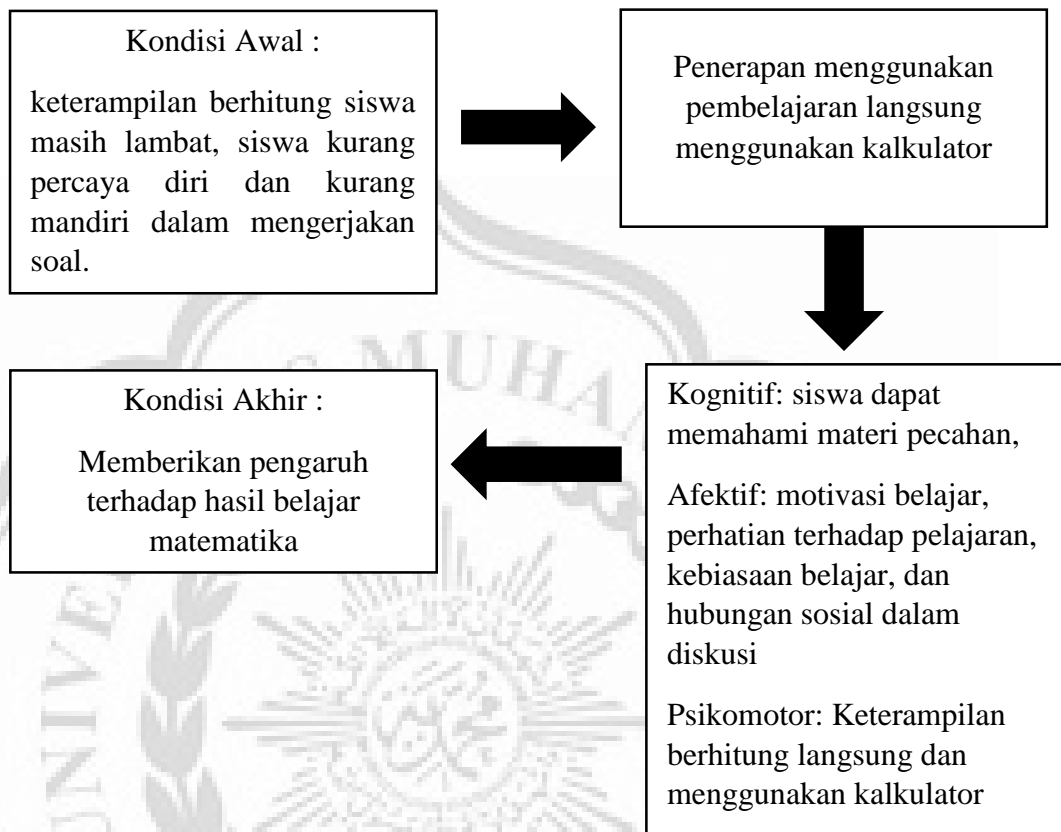 Kondisi Awal :
keterampilan berhitung siswa
masih lambat, siswa kurang
percaya diri dan kurang
mandiri dalam mengerjakan
soal.
Penerapan menggunakan
pembelajaran langsung
menggunakan kalkulator
Kognitif: siswa dapat
memahami materi pecahan,
Afektif: motivasi belajar,
perhatian terhadap pelajaran,
kebiasaan belajar, dan
hubungan sosial dalam
diskusi
Psikomotor: Keterampilan
berhitung langsung dan
menggunakan kalkulator
Kondisi Akhir :
Memberikan pengaruh
terhadap hasil belajar
matematika
UNIVE
S MUHA